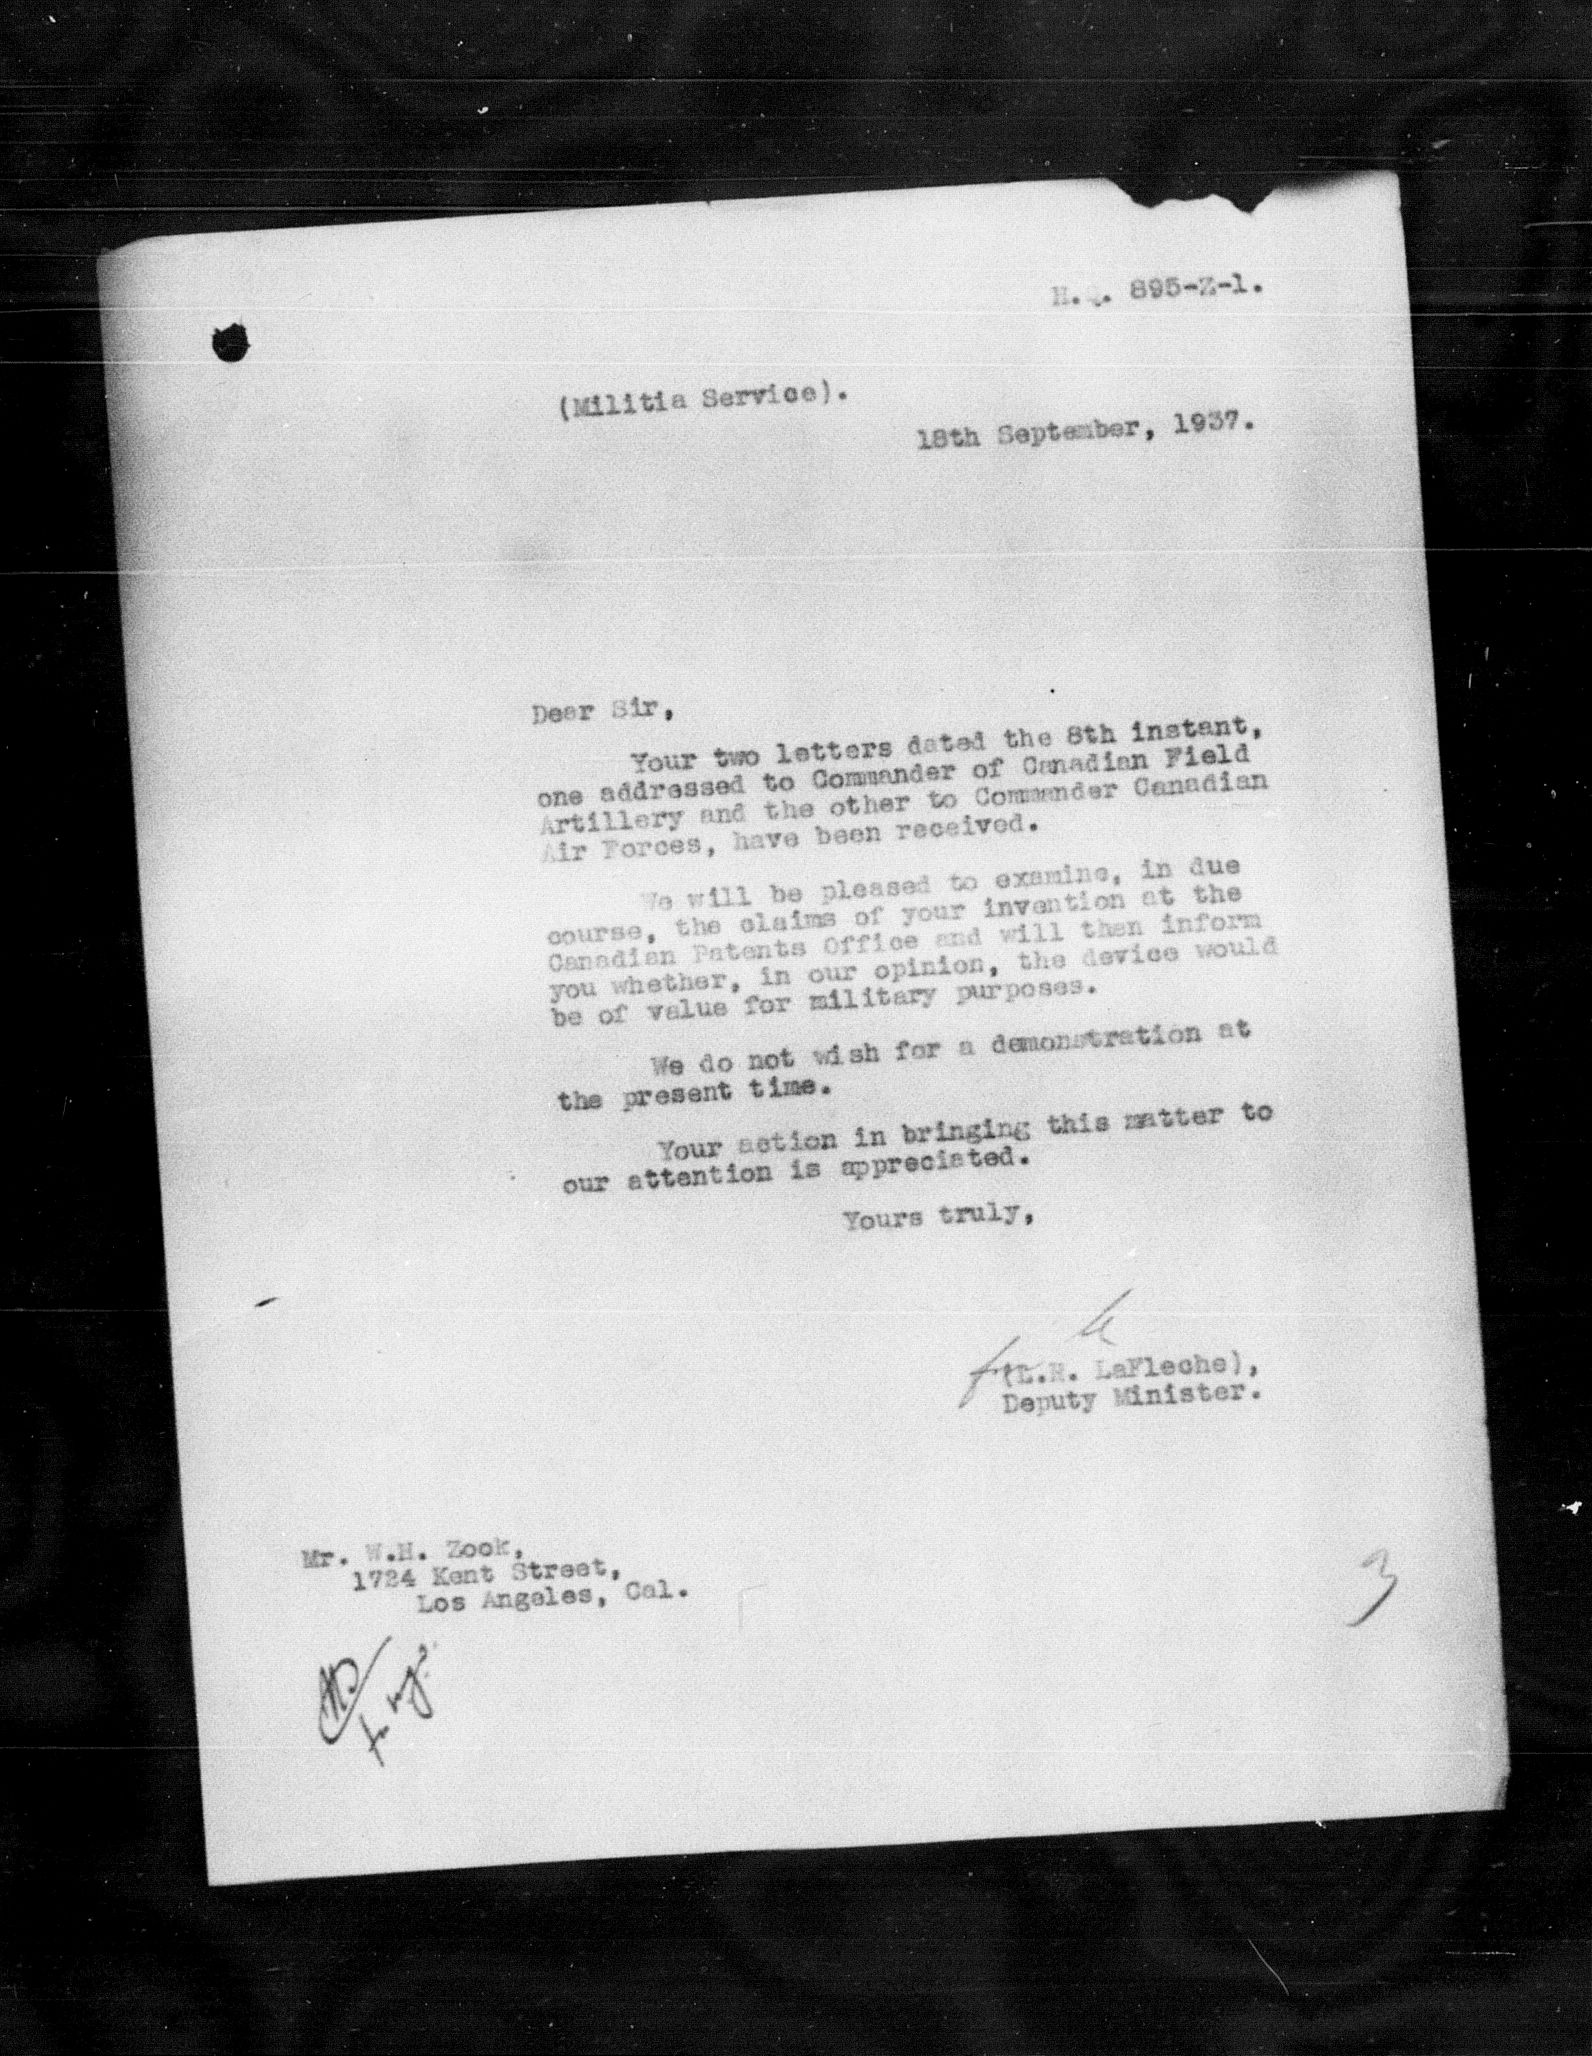 H.Q. 895-Z-1.
(Militia Service).
18th September, 1937.
Dear Sir,
Your two letters dated the 8th instant,
one addressed to Commander of Canadian Field
Artillery and the other to Commander Canadian
Air Forces, have been received.
We will be pleased to examine, in due
course, the claims of your invention at the
Canadian Patents Office and will then inform
you whether, in our opinion, the device would
be of value for military purposes.
We do not wish for a demonstration at
the present time.
Your action in bringing this matter to
our attention is appreciated.
Yours truly,
(L.R. LaFleche),
Deputy Minister.
Mr. W.H. Zook,
1724 Kent Street,
Los Angeles, Cal.
3